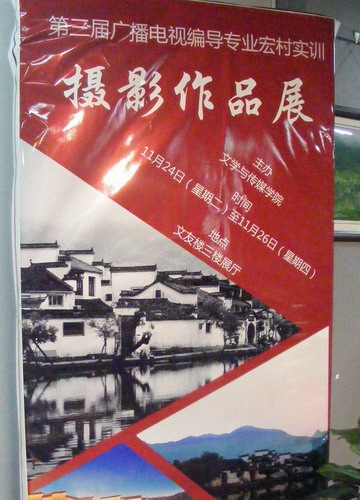 第二届广播电视编导专业宏村实训
摄影作品展
主办
文学与传媒学院
时间
11月24日（星期二）至11月26日（星期四）
地点
文友楼三楼展厅